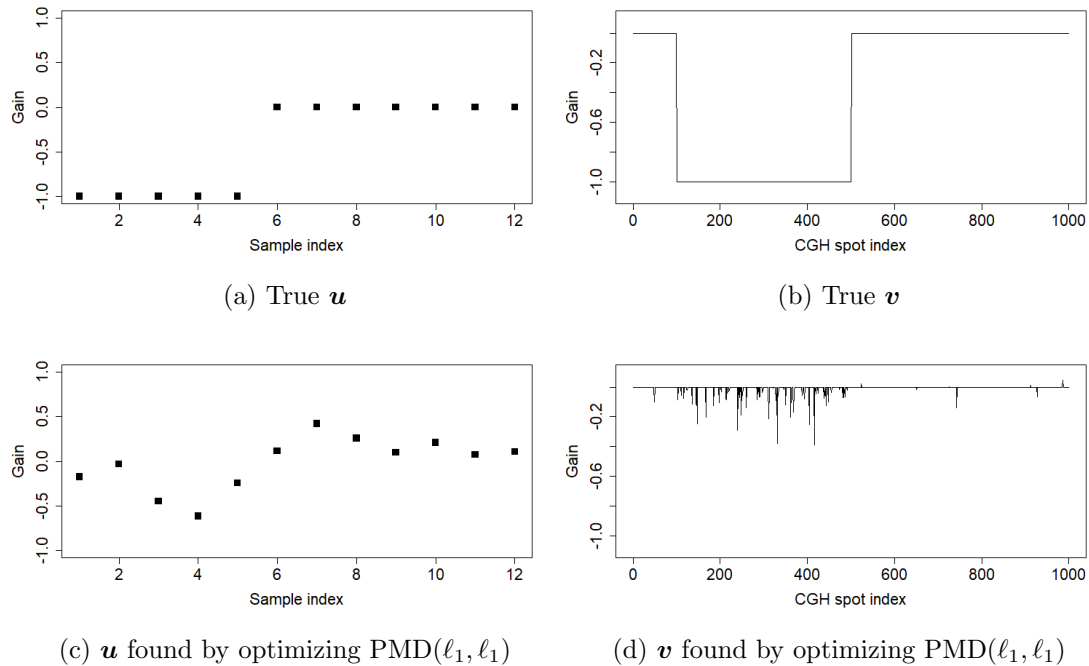 1.0
0.5
0.0
-0.5
-1.0
Gain
2 4 6 8 10 12
Sample index
(a) True u
-0.2
-0.6
-1.0
Gain
0 200 400 600 800 1000
CGH spot index
(b) True v
1.0
0.5
0.0
-0.5
-1.0
Gain
2 4 6 8 10 12
Sample index
(c) u found by optimizing PMD(ℓ₁, ℓ₁)
-0.2
-0.6
-1.0
Gain
0 200 400 600 800 1000
CGH spot index
(d) v found by optimizing PMD(ℓ₁, ℓ₁)